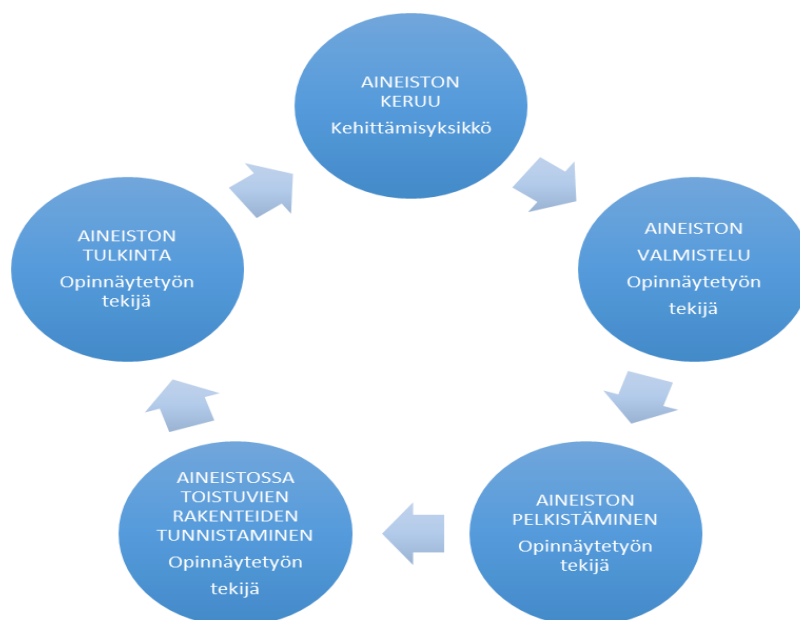 AINEISTON
KERUU
Kehittämisyksikkö
AINEISTON
VALMISTELU
Opinnäytetyön
tekijä
AINEISTON
PELKISTÄMINEN
Opinnäytetyön
tekijä
AINEISTOSSA
TOISTUVIEN
RAKENTEIDEN
TUNNISTAMINEN
Opinnäytetyön
tekijä
AINEISTON
TULKINTA
Opinnäytetyön
tekijä